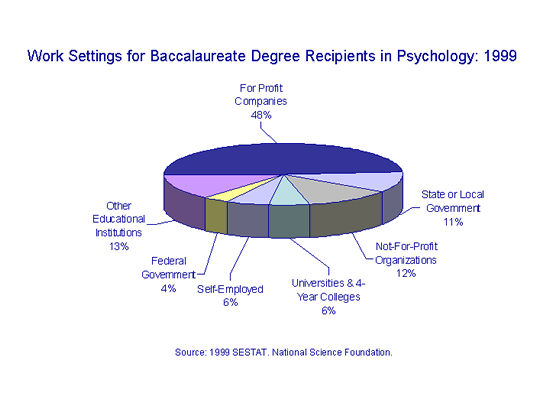 Work Settings for Baccalaureate Degree Recipients in Psychology: 1999
For Profit
Companies
48%
State or Local
Government
11%
Not-For-Profit
Organizations
12%
Universities & 4-
Year Colleges
6%
Self-Employed
6%
Federal
Government
4%
Other
Educational
Institutions
13%
Source: 1999 SESTAT. National Science Foundation.